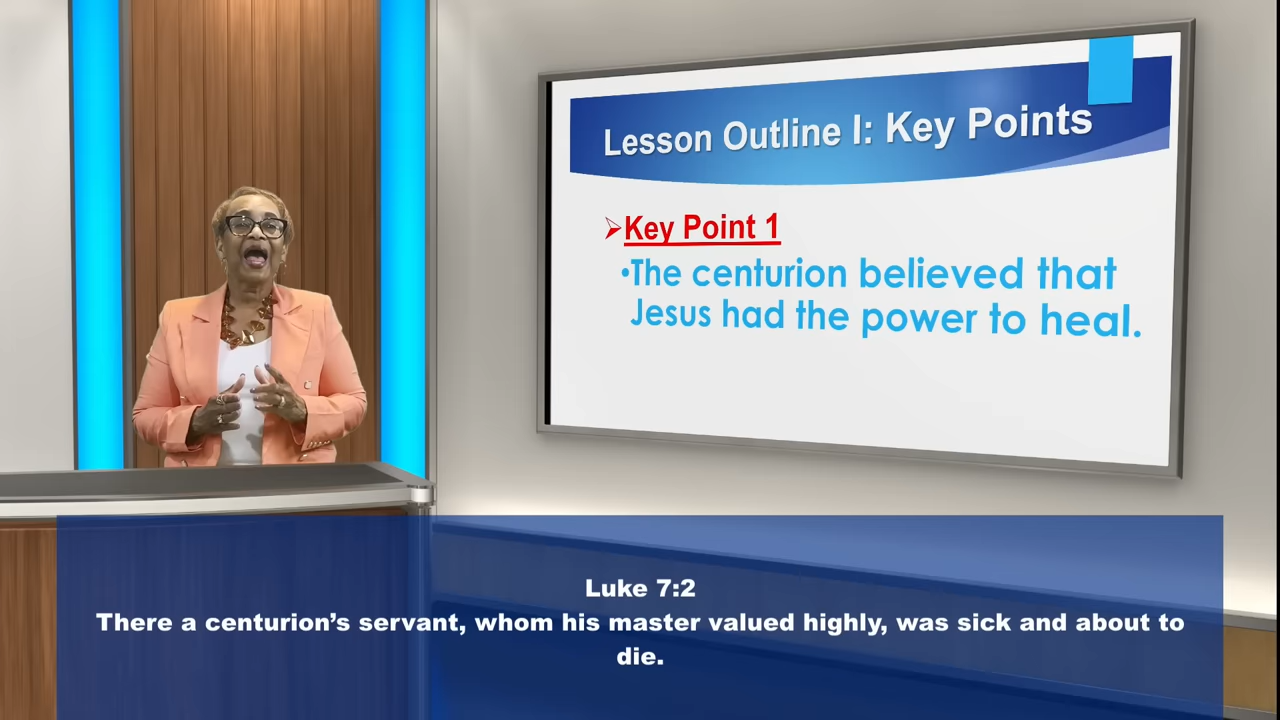 Lesson Outline I: Key Points
➢Key Point 1
•The centurion believed that
Jesus had the power to heal.
Luke 7:2
There a centurion’s servant, whom his master valued highly, was sick and about to
die.